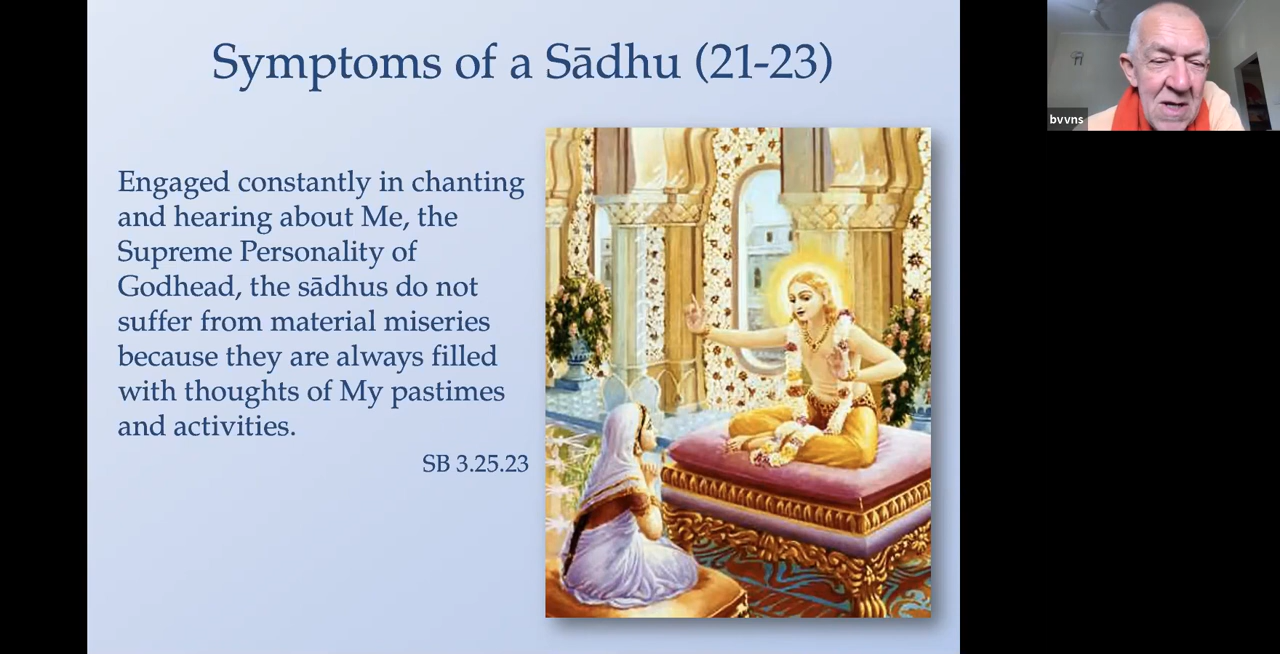 Symptoms of a Sādhu (21-23)
Engaged constantly in chanting
and hearing about Me, the
Supreme Personality of
Godhead, the sādhus do not
suffer from material miseries
because they are always filled
with thoughts of My pastimes
and activities.
SB 3.25.23
bvvns